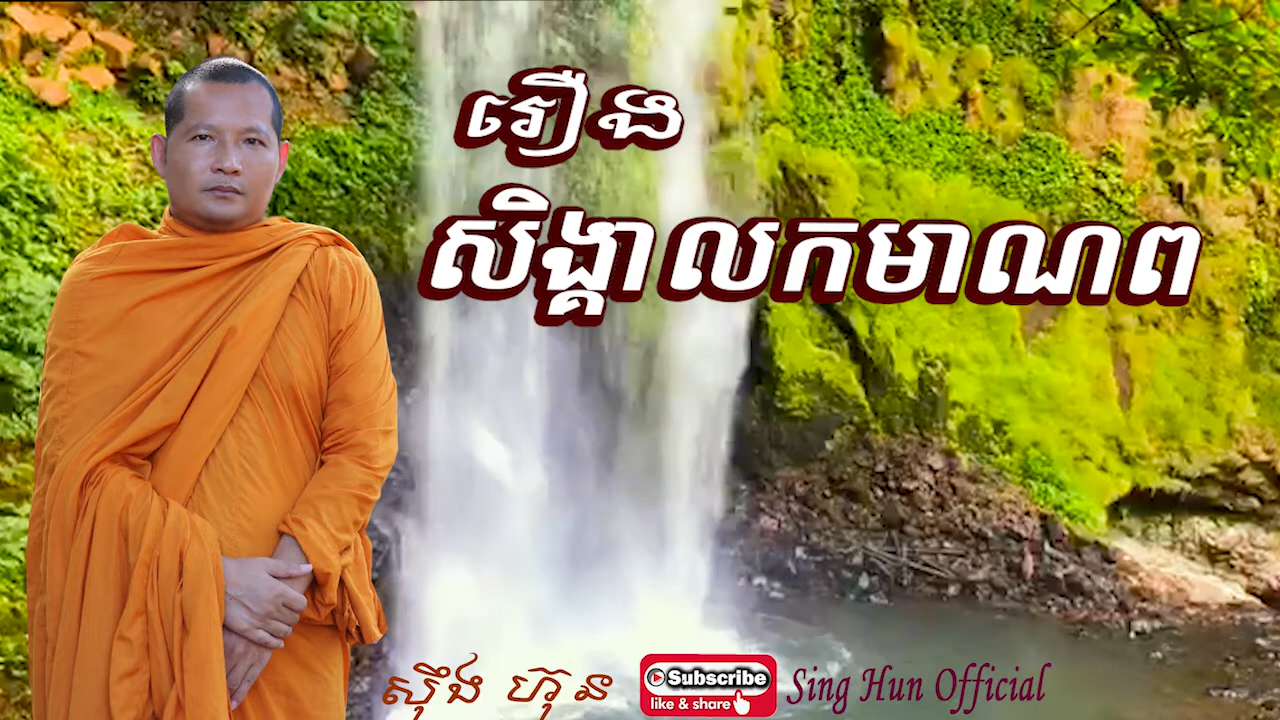 រឿង
សិង្គាលកមាណព
ស៊ឹង ហ៊ុន
Subscribe
like & share
Sing Hun Official